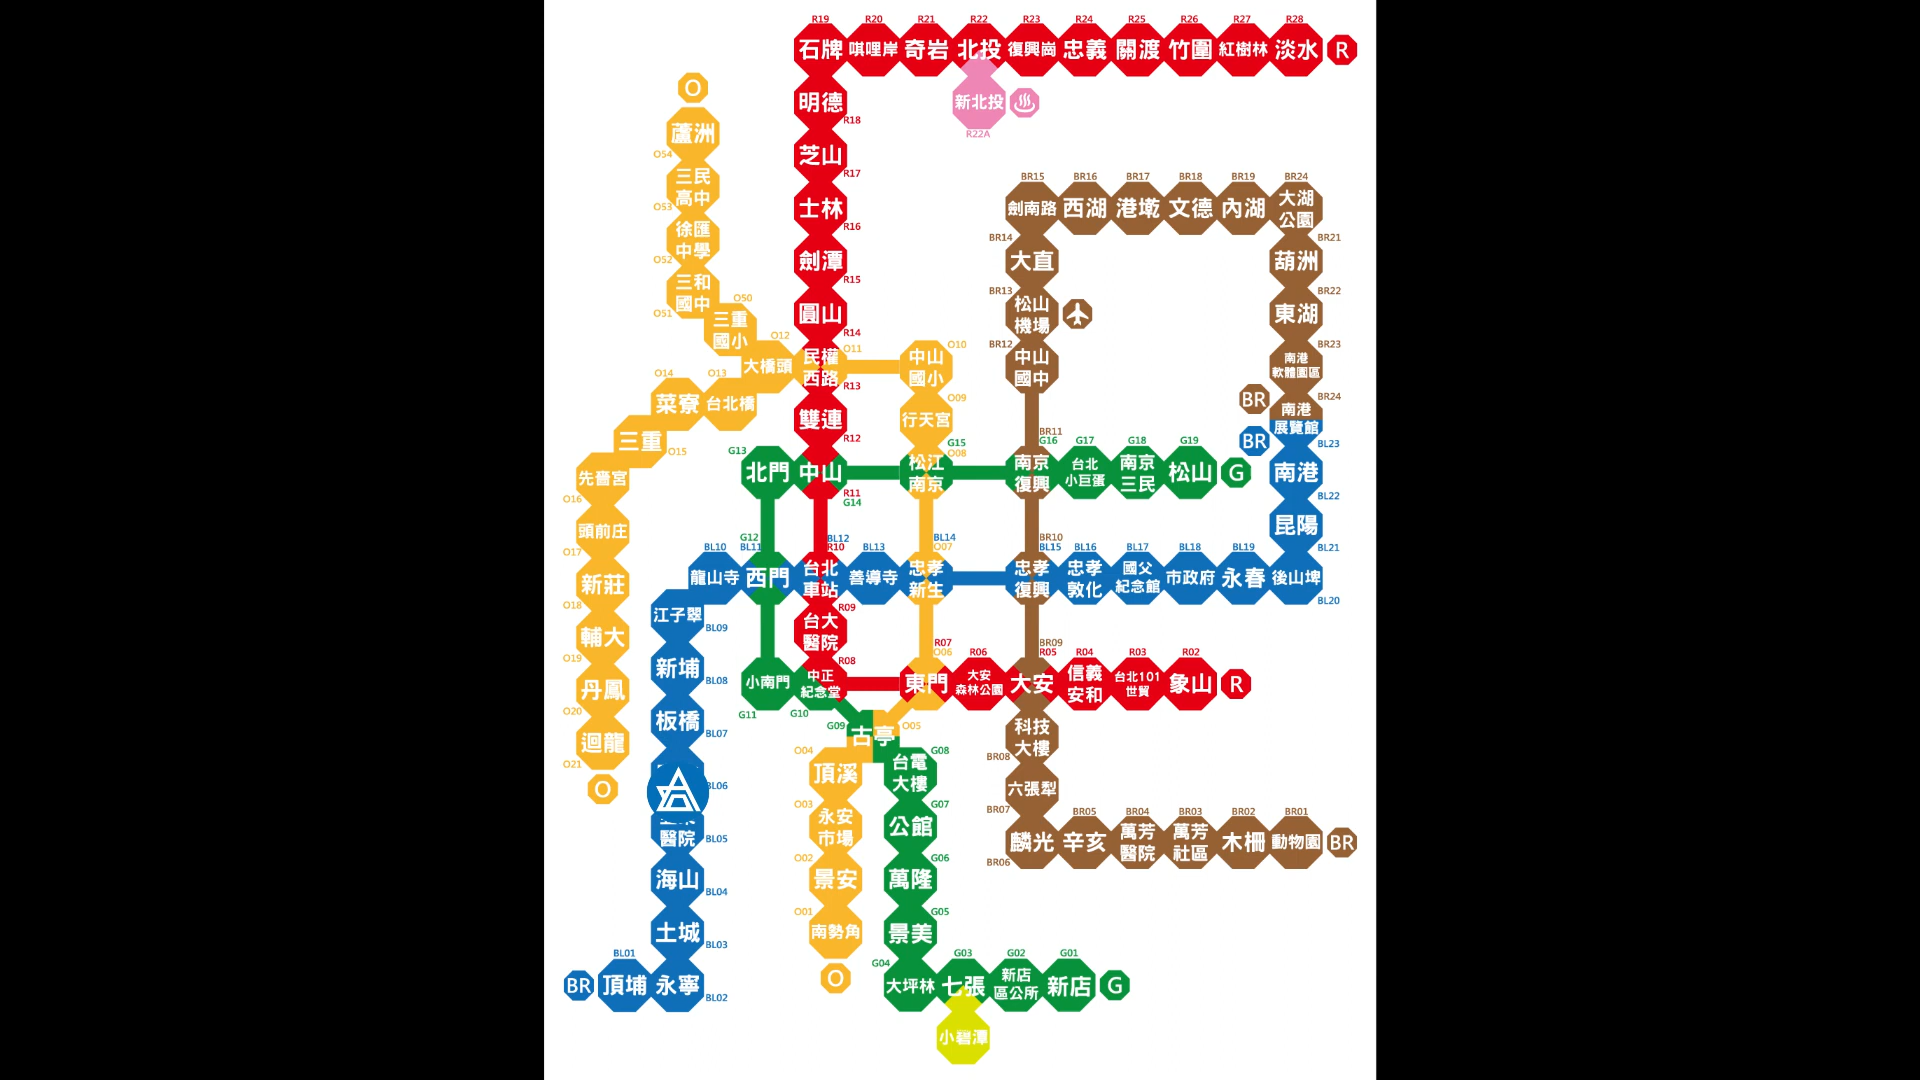 R19 R20 R21 R22 R23 R24 R25 R26 R27 R28
石牌 唭哩岸 奇岩 北投 復興崗 忠義 關渡 竹圍 紅樹林 淡水 R
O
明德
新北投
R18
R22A
蘆洲
O54
芝山
R17
三民
高中
O53
士林
R16
BR15 BR16 BR17 BR18 BR19 BR24
劍南路 西湖 港墘 文德 內湖
大湖
公園
徐匯
中學
O52
BR14
BR21
劍潭
R15
大直
葫洲
三和
國中
O51
BR13
BR22
O50
三重
國小
圓山
R14
松山
機場
東湖
O12
大橋頭
民權
西路
O11
R13
中山
國小
O10
BR12
中山
國中
BR23
南港
軟體園區
O14 O13
菜寮 台北橋
雙連
R12
行天宮
O09
BR
南港
展覽館
BR24
BR
BL23
三重
O15
G13
北門 中山
R11
G14
松江
南京
G15
O08
BR11
G16 G17 G18 G19
南京
復興
台北
小巨蛋
南京
三民
松山 G
南港
BL22
先嗇宮
O16
頭前庄
O17
昆陽
BL21
BL10
G12
BL11
BL12
R10
BL13
BL14
O07
BR10
BL15 BL16 BL17 BL18 BL19
龍山寺 西門
台北
車站
善導寺
忠孝
新生
忠孝
復興
忠孝
敦化
國父
紀念館
市政府 永春 後山埤
BL20
新莊
O18
江子翠
BL09
R09
台大
醫院
輔大
O19
新埔
BL08
小南門
G11
R08
中正
紀念堂
G10
R07
O06
東門
R06
大安
森林公園
BR09
R05
大安
R04
信義
安和
R03
台北101
世貿
R02
象山 R
丹鳳
O20
板橋
BL07
G09
古亭
O05
科技
大樓
BR08
迴龍
O21
O
BL06
O04
頂溪
G08
台電
大樓
六張犁
BR07
O03
永安
市場
G07
公館
BR05 BR04 BR03 BR02 BR01
麟光 辛亥
萬芳
醫院
萬芳
社區
木柵 動物園 BR
BR06
醫院
BL05
O02
景安
G06
萬隆
海山
BL04
O01
南勢角
O
G05
景美
土城
BL03
BL01
BR 頂埔 永寧
BL02
G04 G03 G02 G01
大坪林 七張
新店
區公所
新店 G
小碧潭